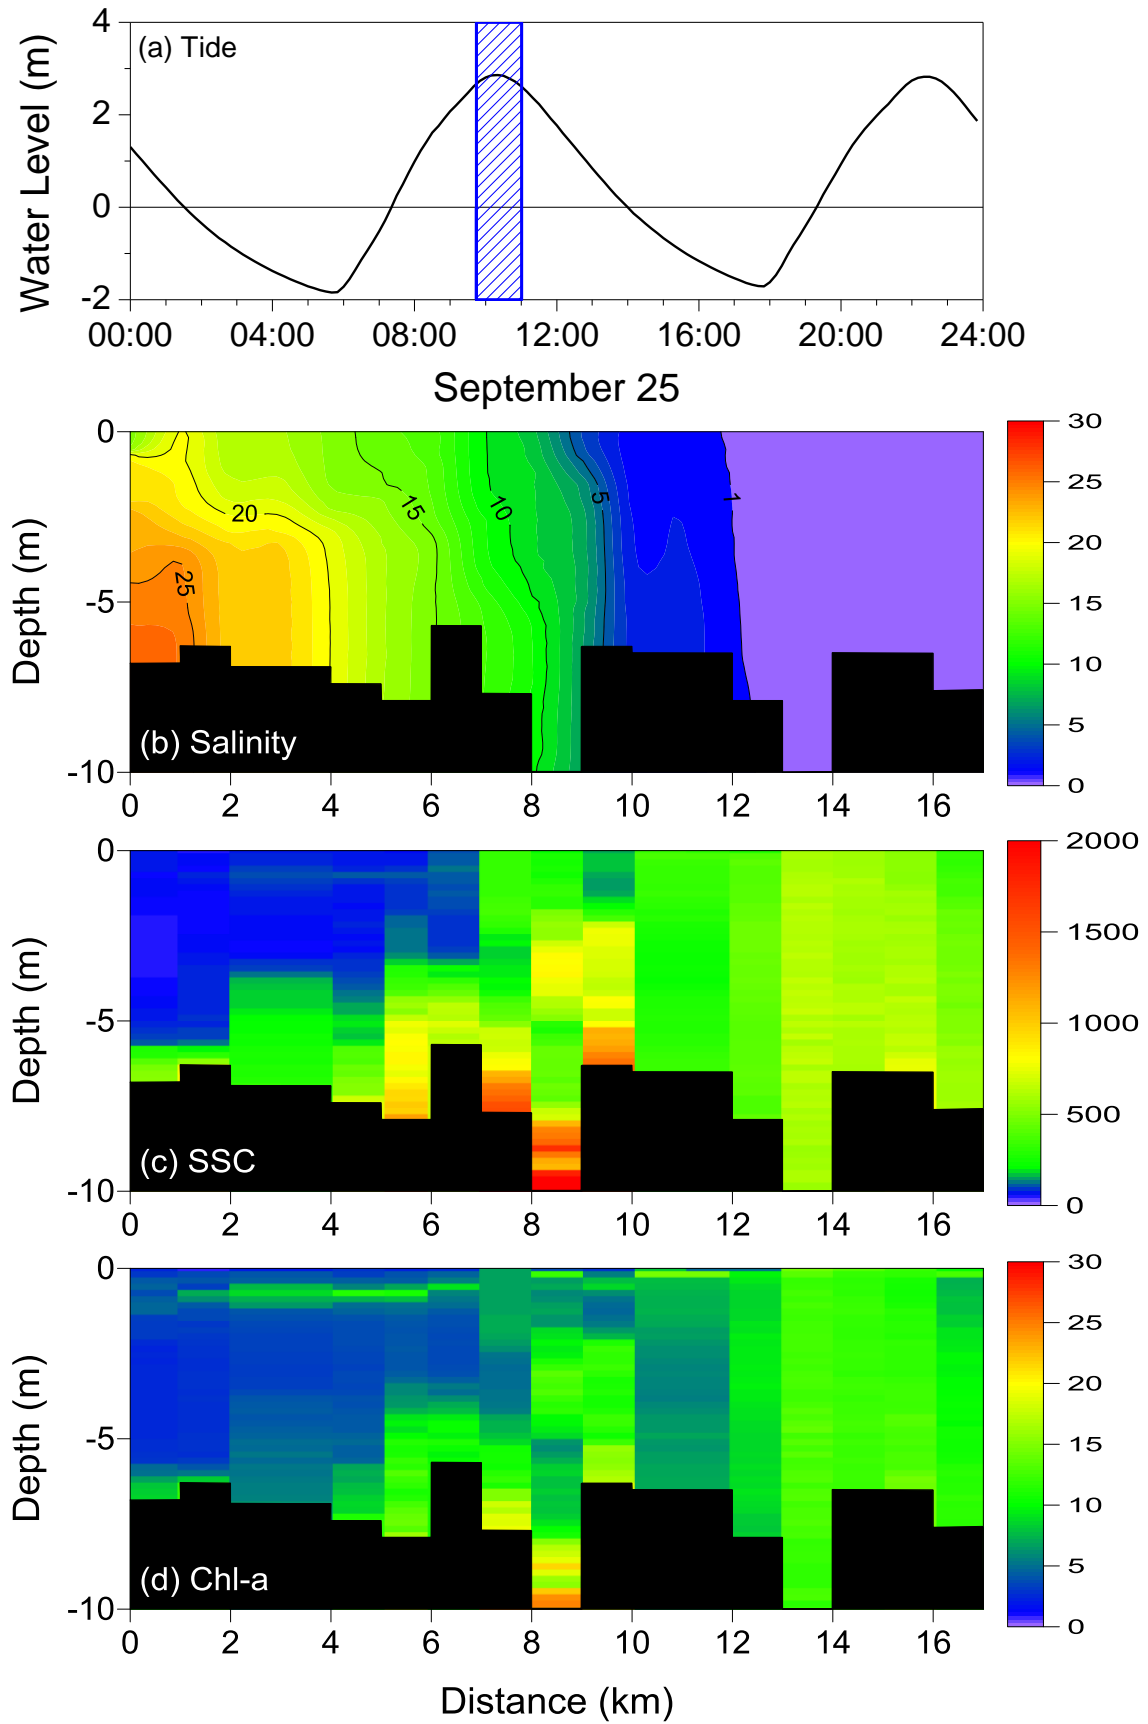 4
(a) Tide
2
0
-2
Water Level (m)
00:00 04:00 08:00 12:00 16:00 20:00 24:00
September 25
0
-5
-10
Depth (m)
20
25
15
10
5
1
(b) Salinity
0 2 4 6 8 10 12 14 16
30
25
20
15
10
5
0
0
-5
-10
Depth (m)
(c) SSC
0 2 4 6 8 10 12 14 16
2000
1500
1000
500
0
0
-5
-10
Depth (m)
(d) Chl-a
0 2 4 6 8 10 12 14 16
30
25
20
15
10
5
0
Distance (km)